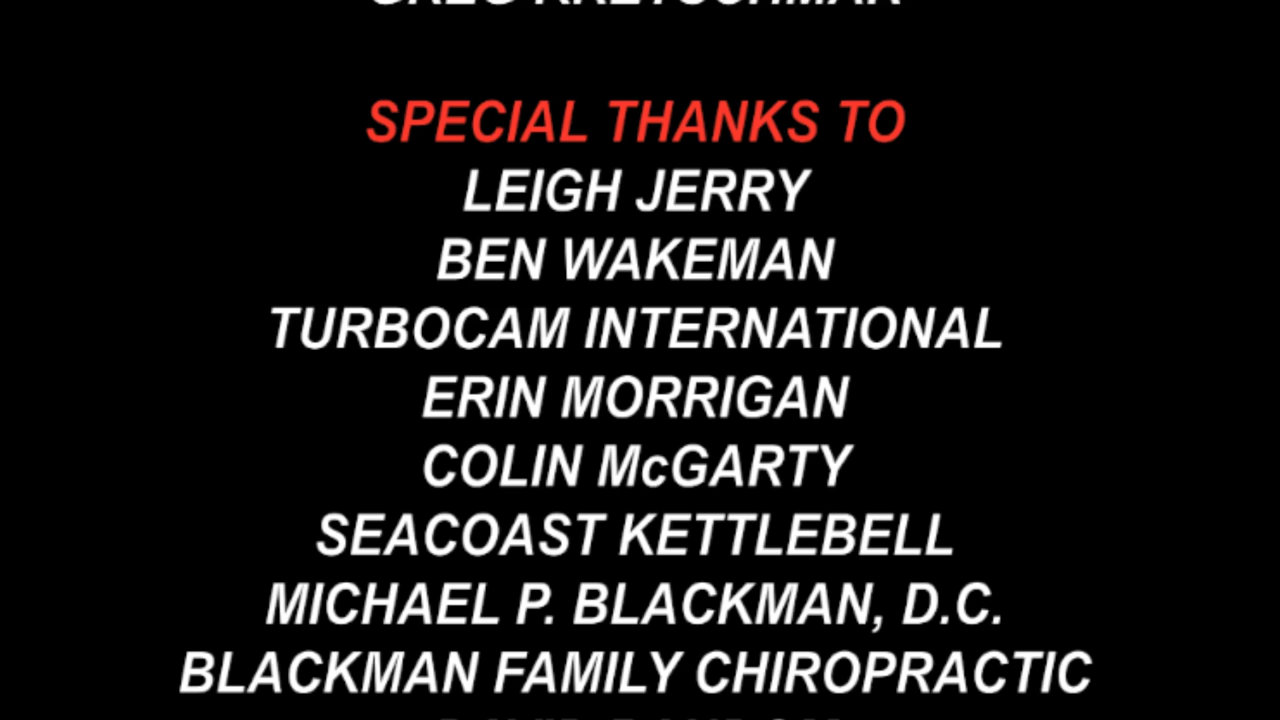 SPECIAL THANKS TO
LEIGH JERRY
BEN WAKEMAN
TURBOCAM INTERNATIONAL
ERIN MORRIGAN
COLIN McGARTY
SEACOAST KETTLEBELL
MICHAEL P. BLACKMAN, D.C.
BLACKMAN FAMILY CHIROPRACTIC